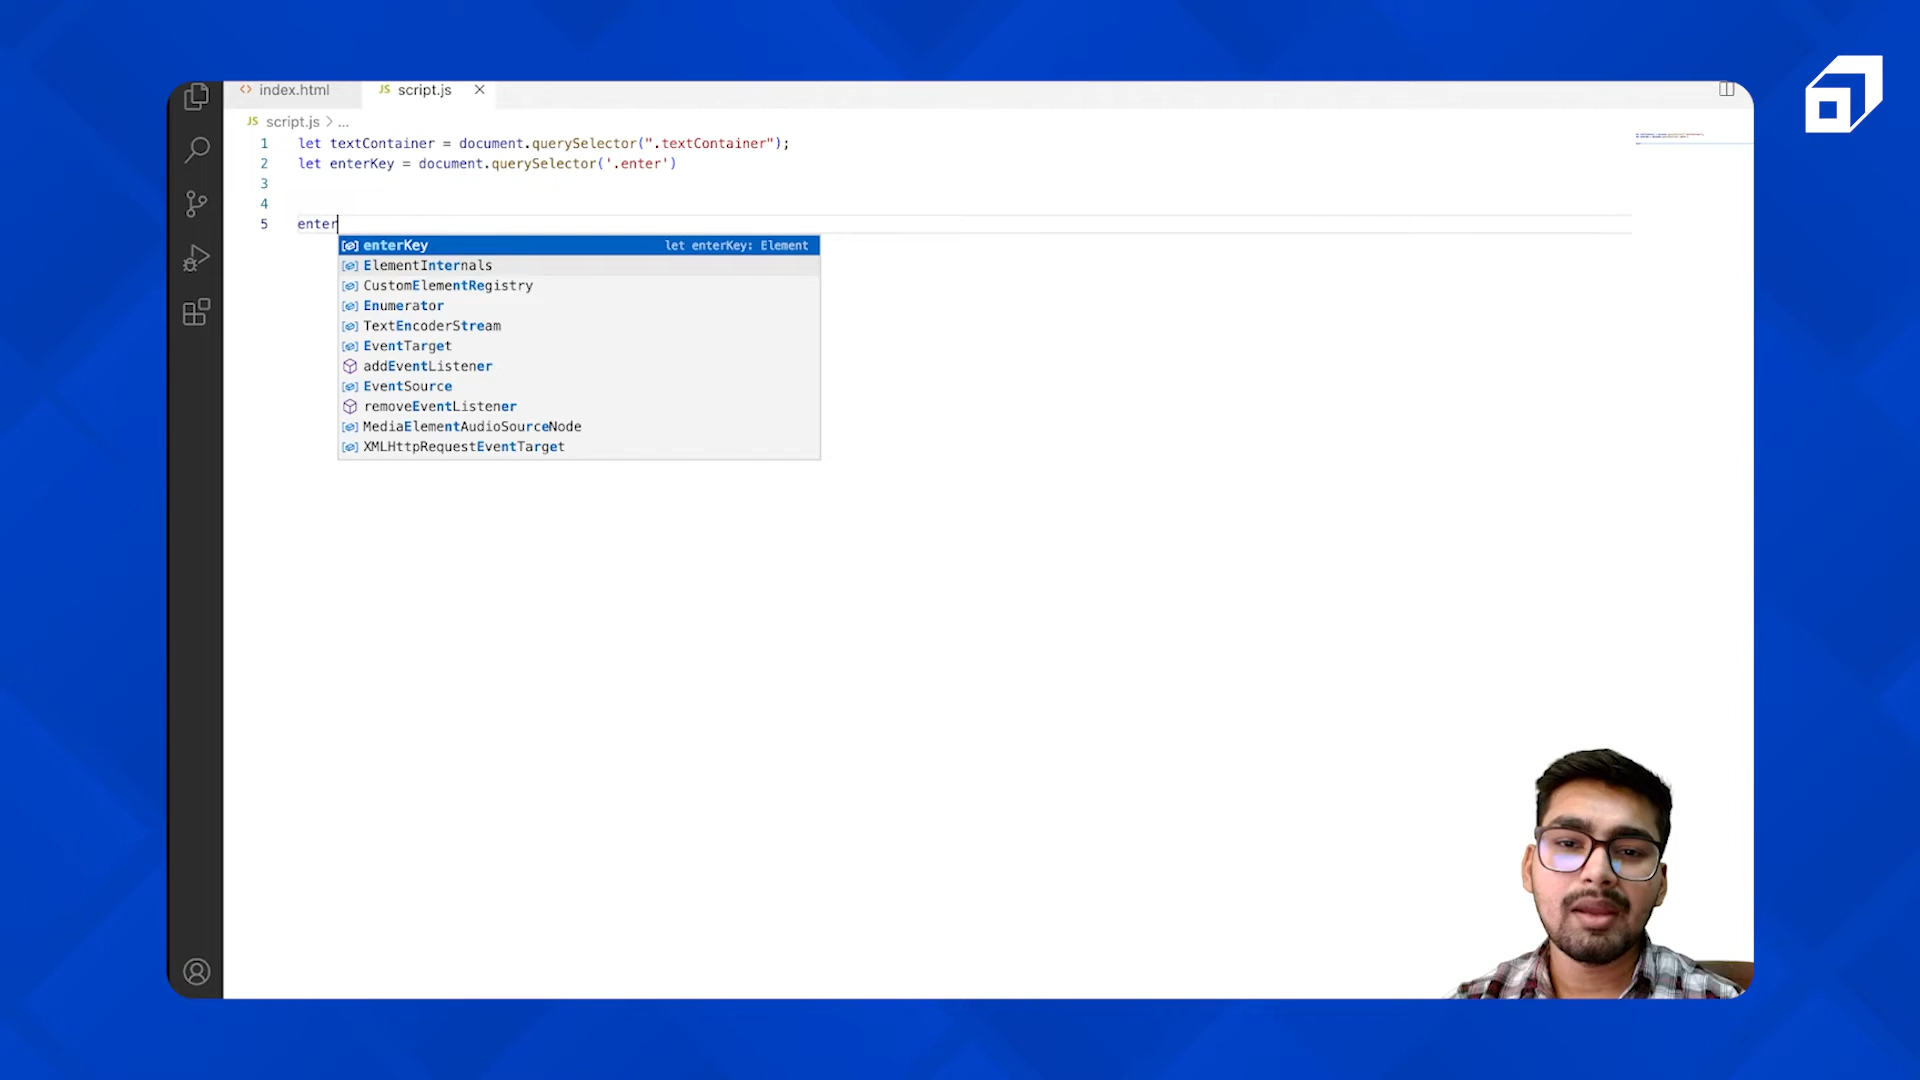 index.html
JS script.js
JS script.js > ...
1 let textContainer = document.querySelector(".textContainer");
2 let enterKey = document.querySelector('.enter')
3
4
5 enter
enterKey let enterKey: Element
ElementInternals
CustomElementRegistry
Enumerator
TextEncoderStream
EventTarget
addEventListener
EventSource
removeEventListener
MediaElementAudioSourceNode
XMLHttpRequestEventTarget